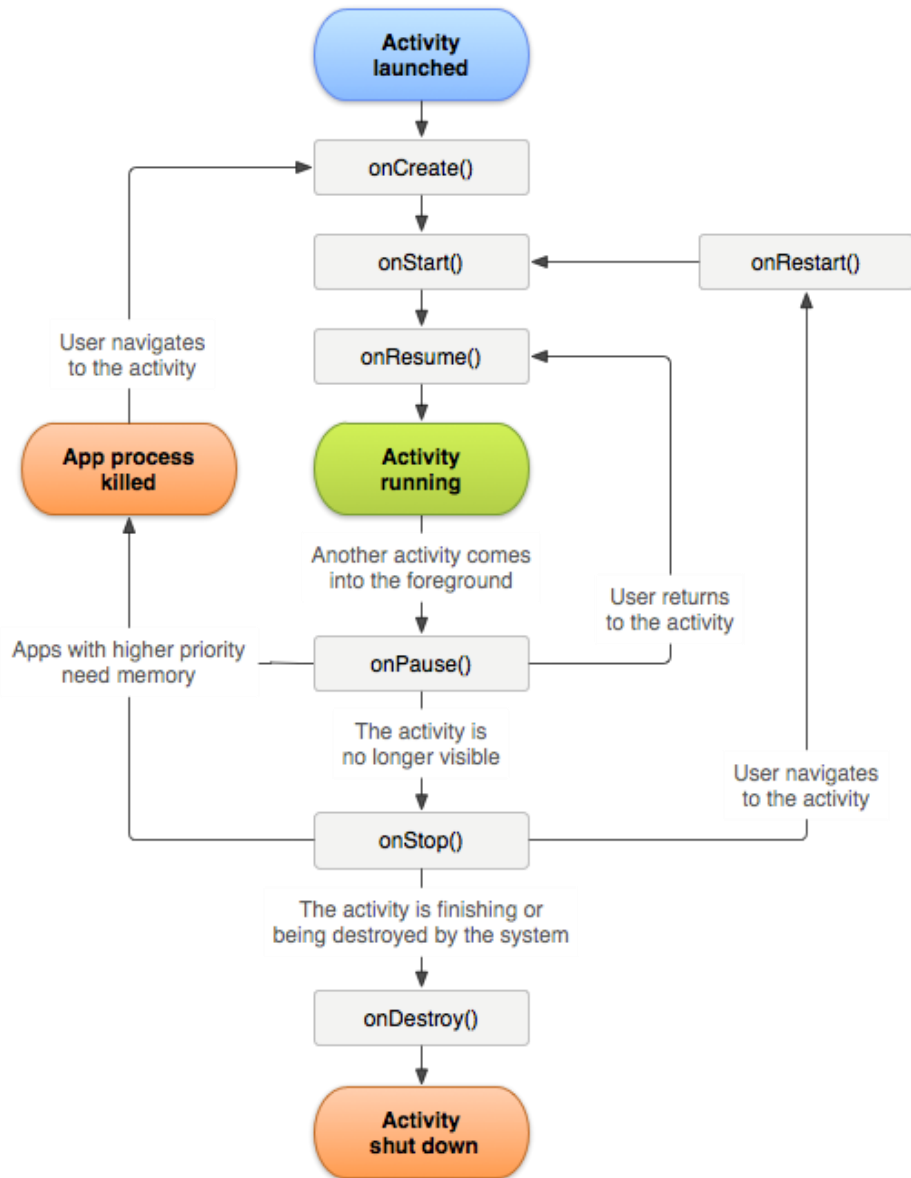 Activity
launched
onCreate()
onStart()
onRestart()
User navigates
to the activity
onResume()
App process
killed
Activity
running
Another activity comes
into the foreground
User returns
to the activity
Apps with higher priority
need memory
onPause()
The activity is
no longer visible
User navigates
to the activity
onStop()
The activity is finishing or
being destroyed by the system
onDestroy()
Activity
shut down